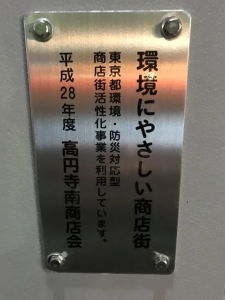 環境にやさしい商店街
東京都環境・防災対応型
商店街活性化事業を利用しています。
平成28年度 高円寺南商店会